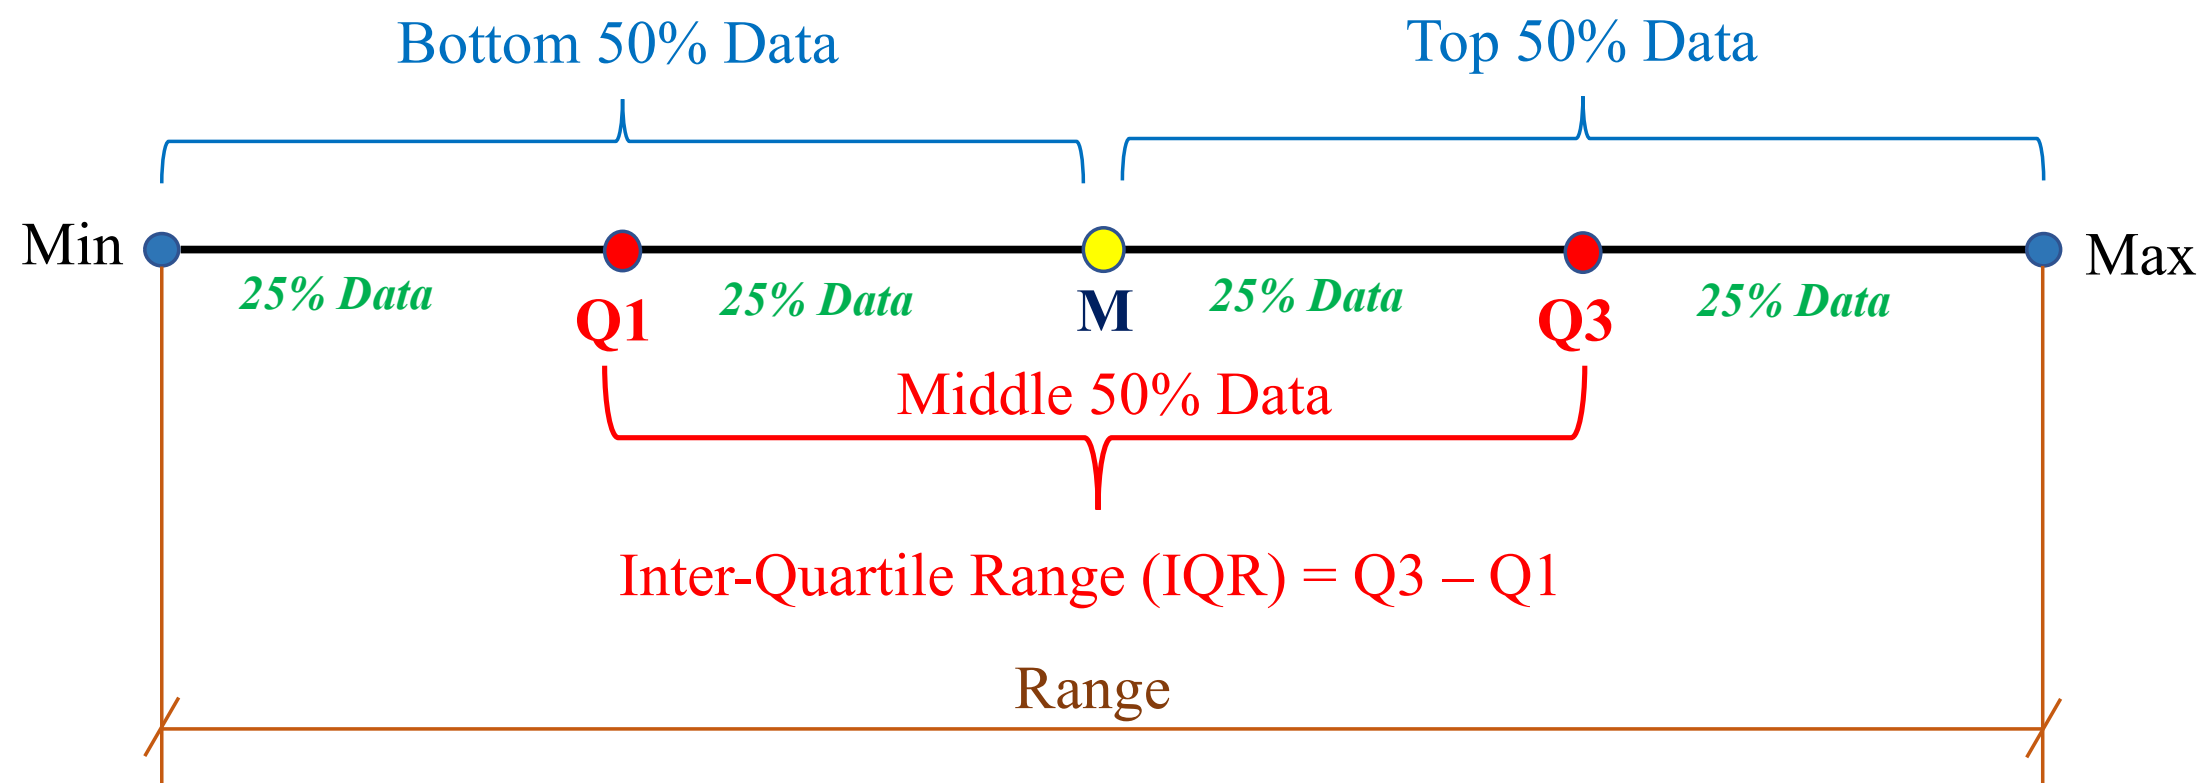 Bottom 50% Data
Top 50% Data
Min
Max
25% Data
25% Data
25% Data
25% Data
Q1
M
Q3
Middle 50% Data
Inter-Quartile Range (IQR) = Q3 – Q1
Range